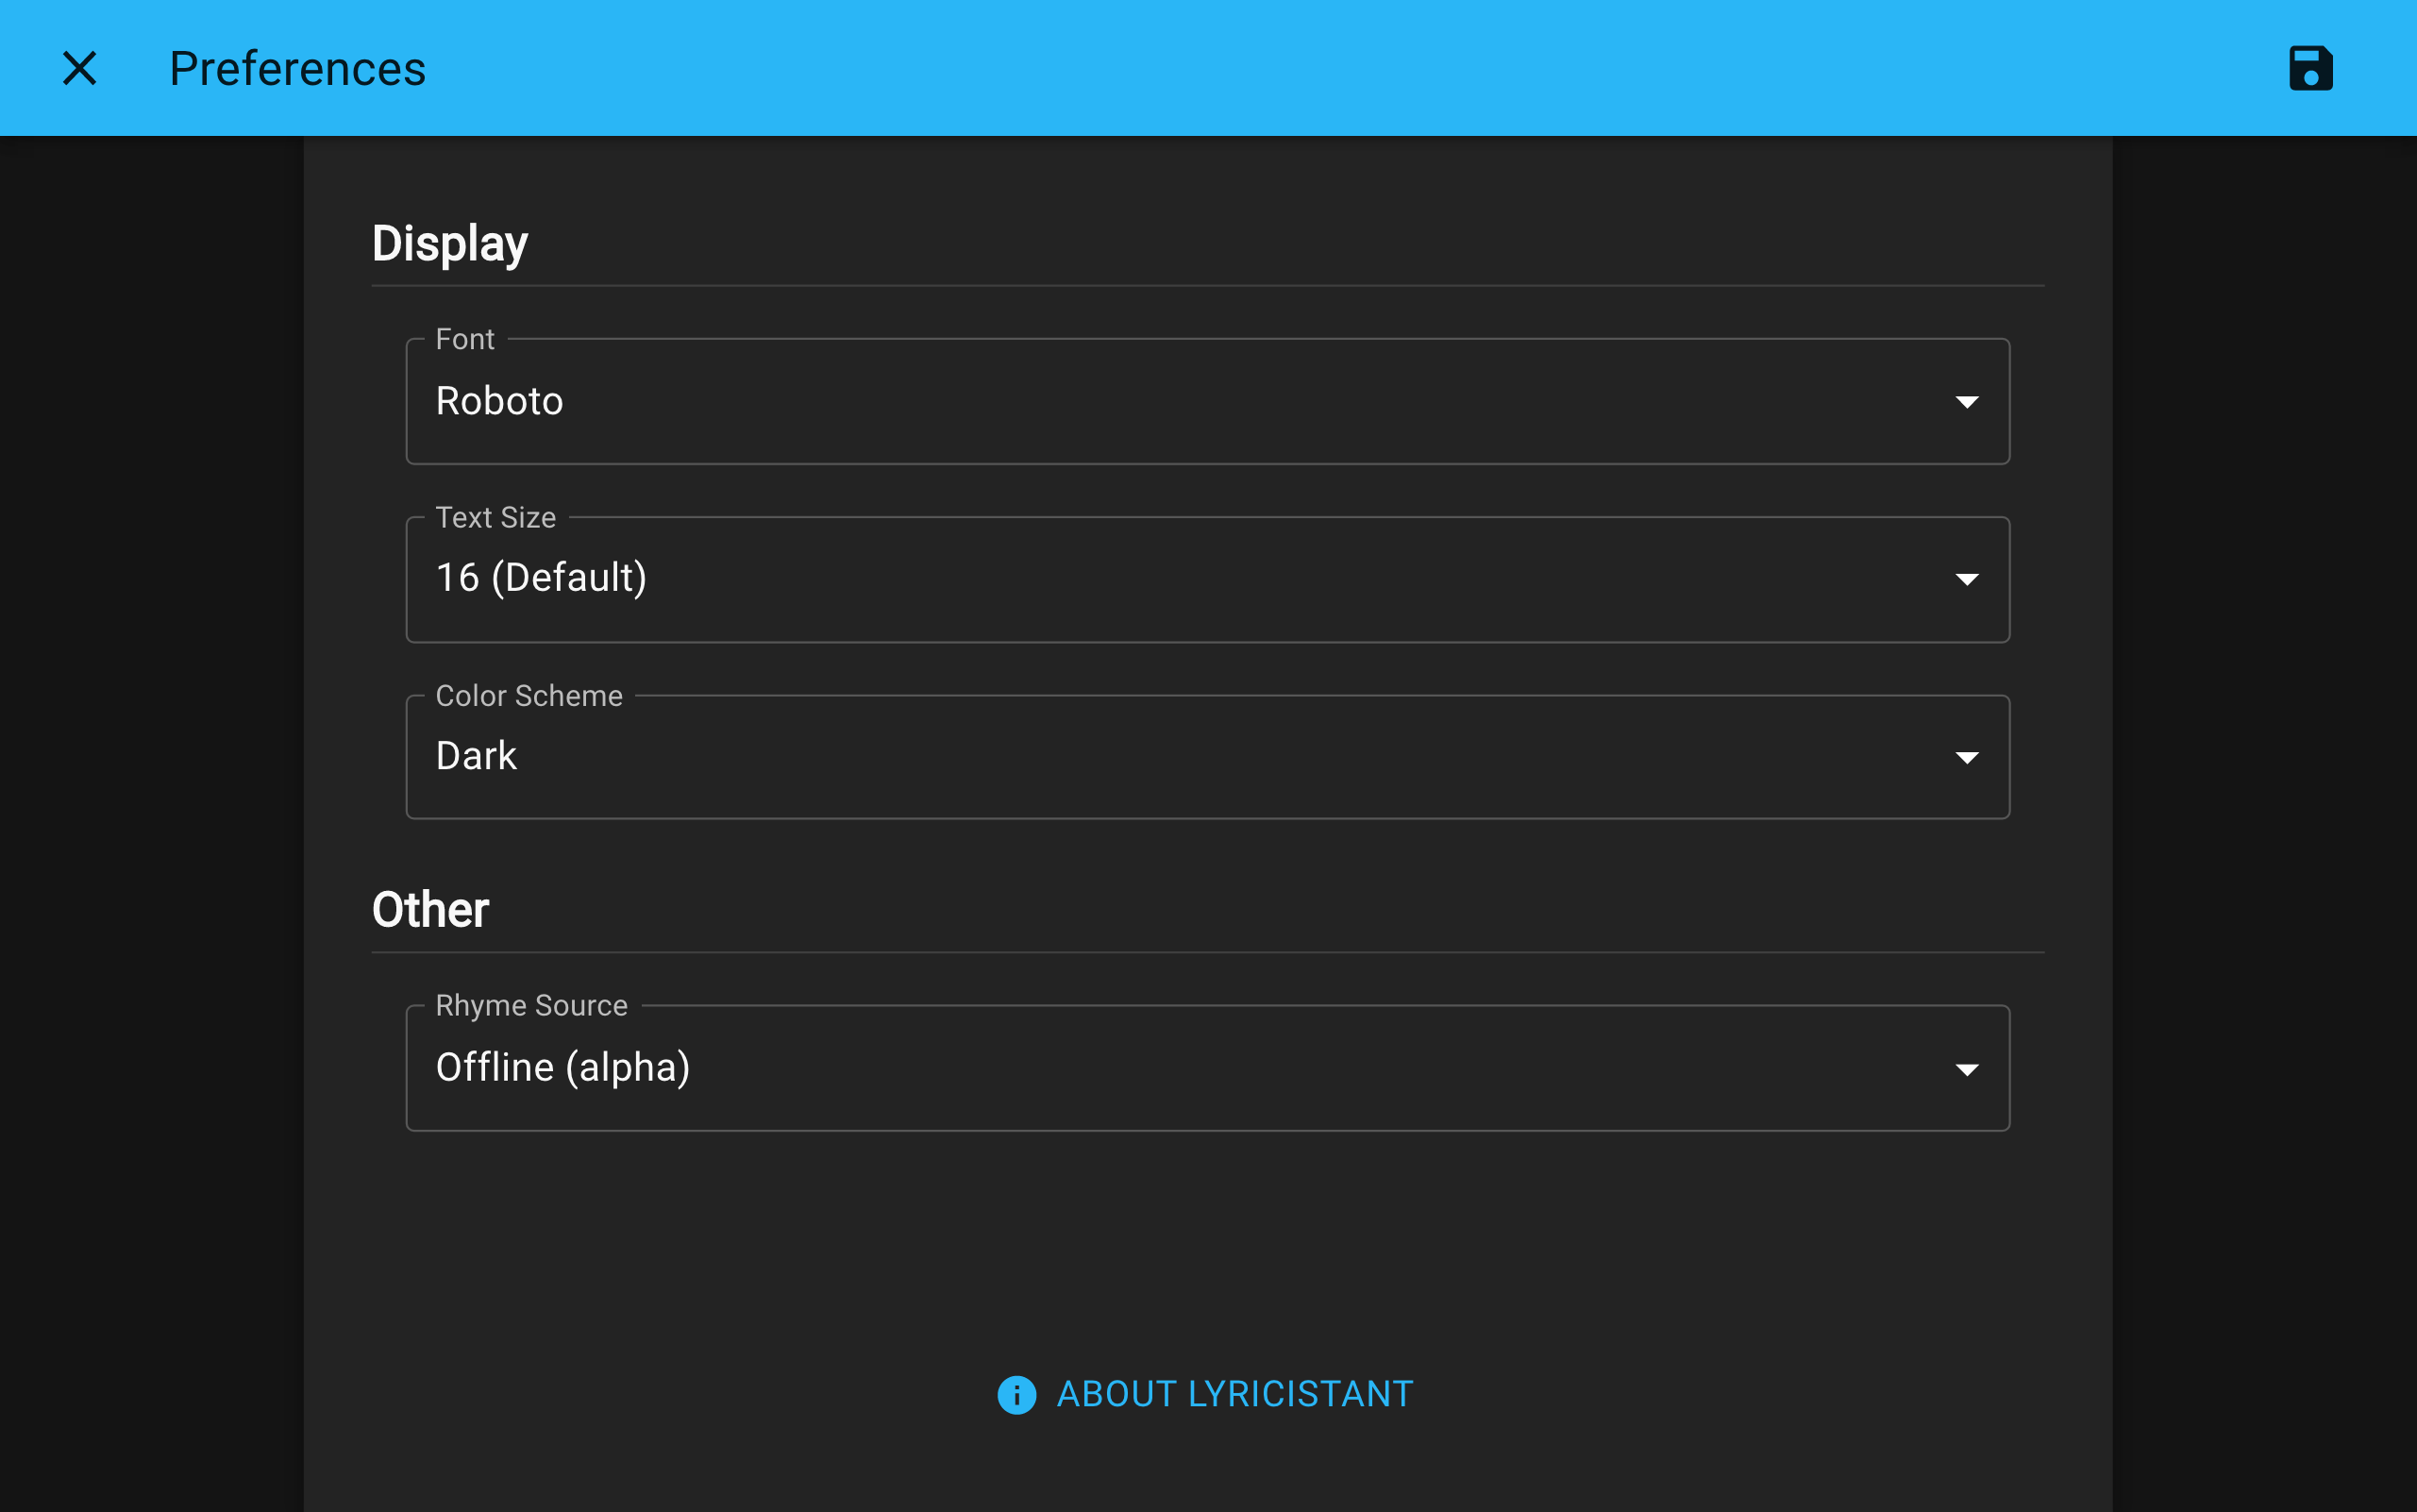 Preferences
Display
Font
Roboto
Text Size
16 (Default)
Color Scheme
Dark
Other
Rhyme Source
Offline (alpha)
ABOUT LYRICISTANT